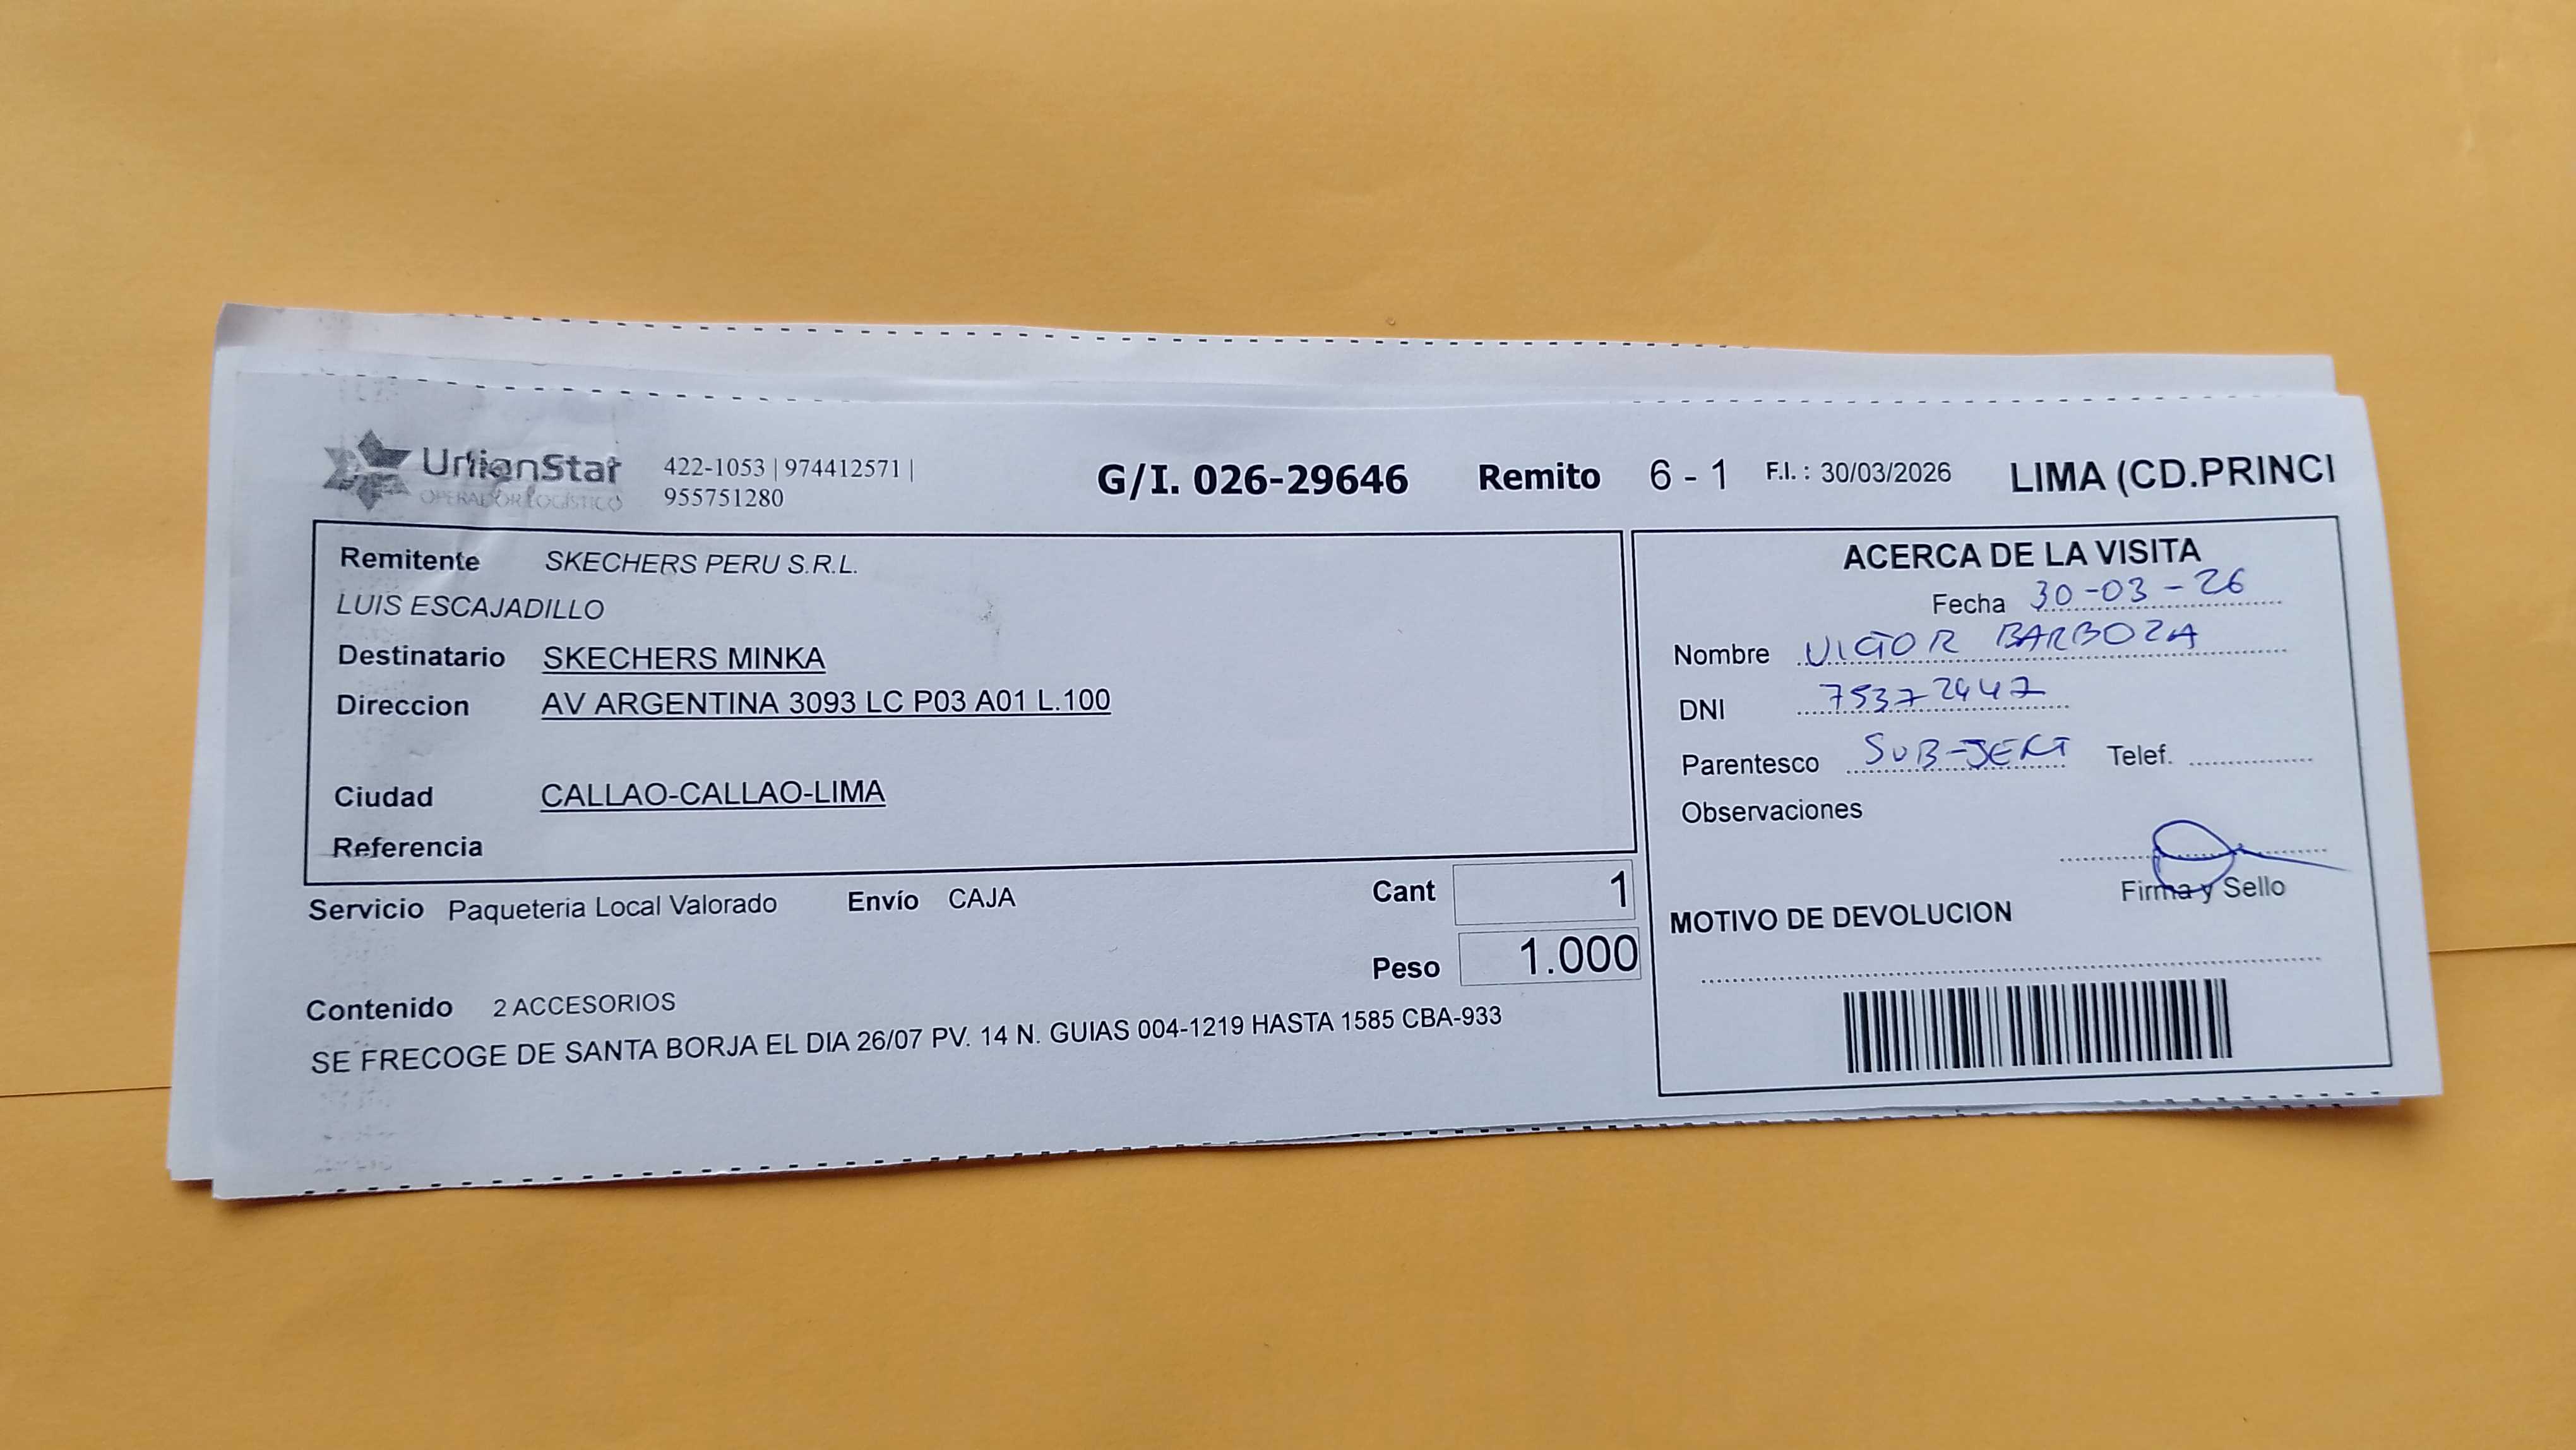 UnionStar
OPERADOR LOGÍSTICO
422-1053 | 974412571 |
955751280
G/I. 026-29646 Remito 6 - 1 F.I. : 30/03/2026 LIMA (CD.PRINCI
Remitente SKECHERS PERU S.R.L.
LUIS ESCAJADILLO
Destinatario SKECHERS MINKA
Direccion AV ARGENTINA 3093 LC P03 A01 L.100
Ciudad CALLAO-CALLAO-LIMA
Referencia
Servicio Paqueteria Local Valorado Envío CAJA
Cant 1
Peso 1.000
Contenido 2 ACCESORIOS
SE FRECOGE DE SANTA BORJA EL DIA 26/07 PV. 14 N. GUIAS 004-1219 HASTA 1585 CBA-933
ACERCA DE LA VISITA
Fecha 30-03-26
Nombre VICTOR BARBOZA
DNI 75372447
Parentesco SUB-JEFE Telef.
Observaciones
Firma y Sello
MOTIVO DE DEVOLUCION